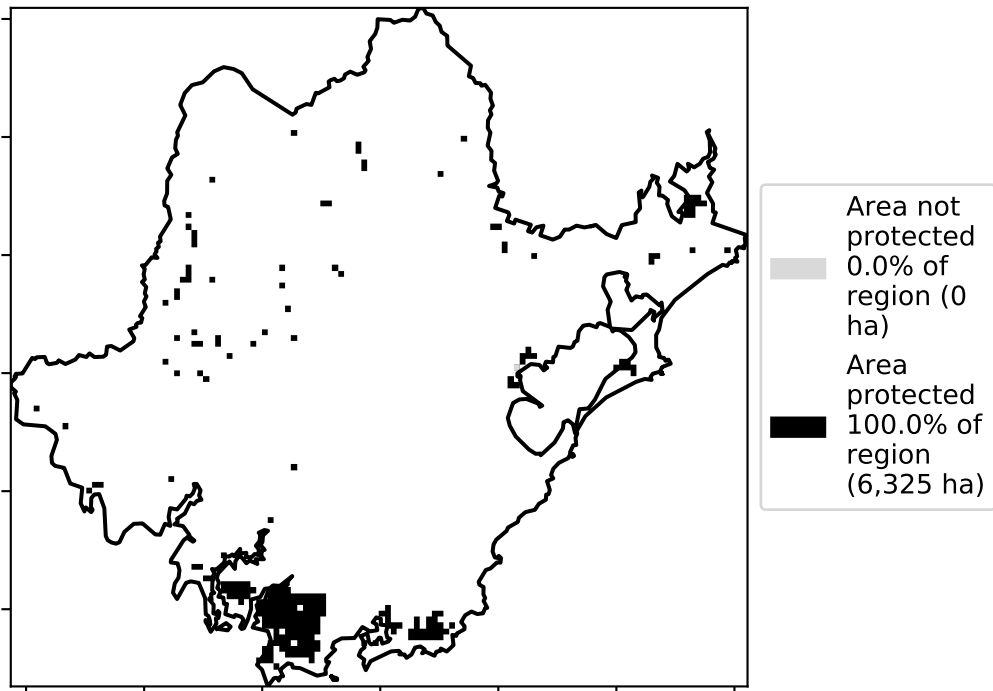 Area not
protected
0.0% of
region (0
ha)
Area
protected
100.0% of
region
(6,325 ha)